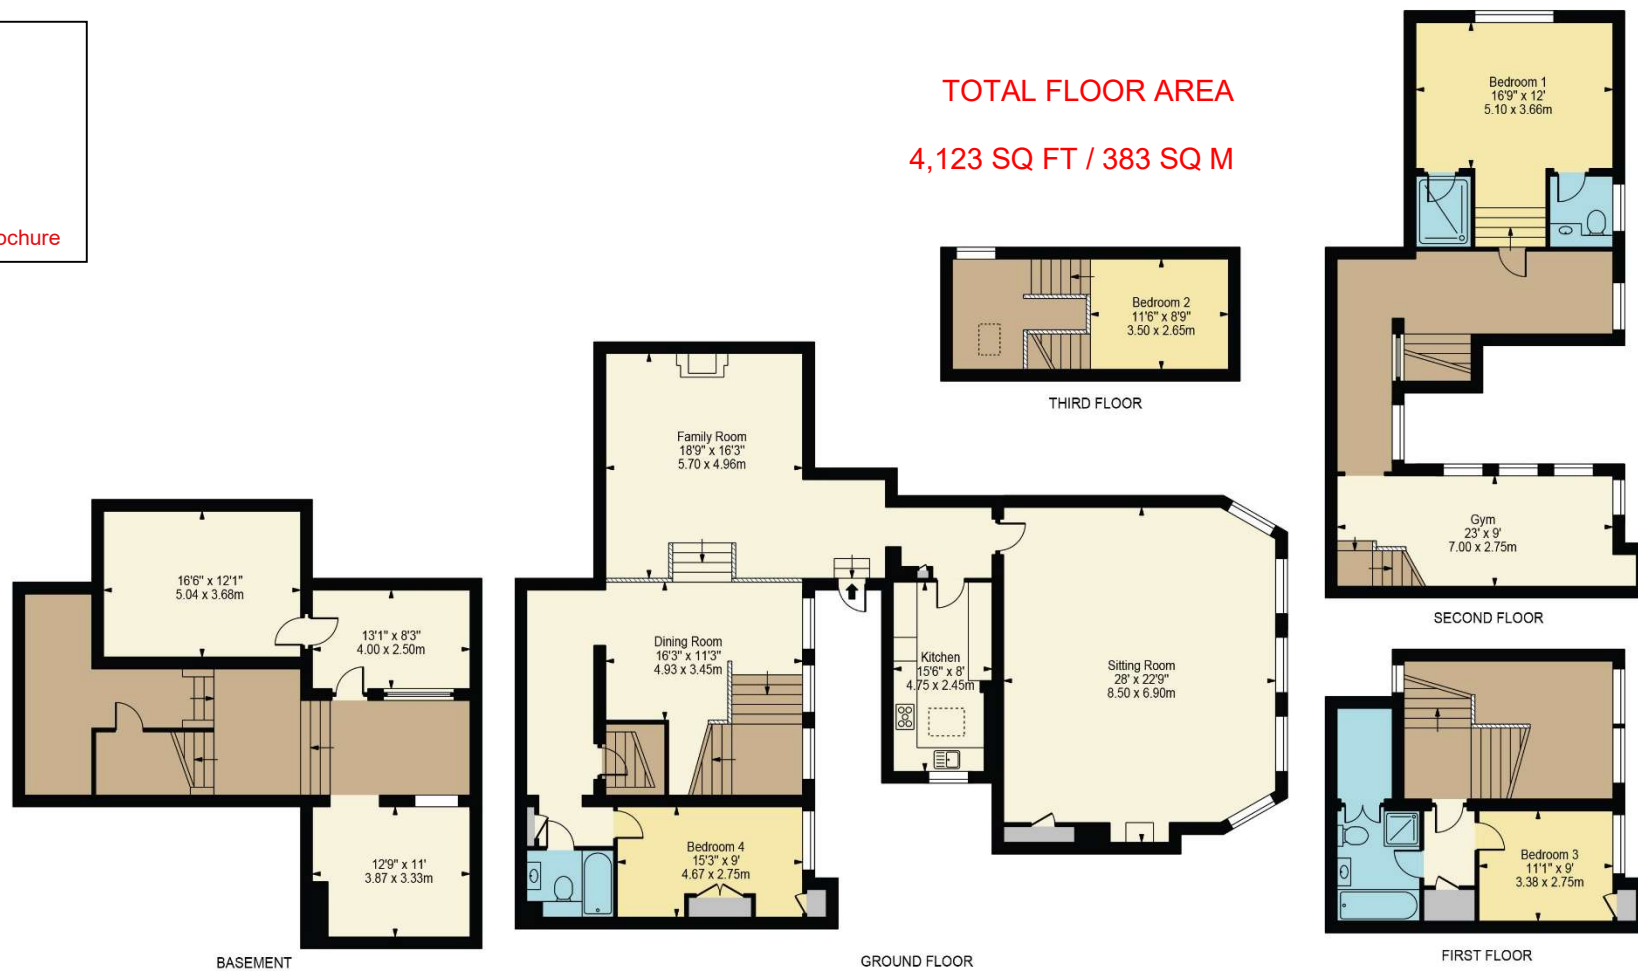 ochure
TOTAL FLOOR AREA
4,123 SQ FT / 383 SQ M
Bedroom 1
16'9" x 12'
5.10 x 3.66m
Bedroom 2
11'6" x 8'9"
3.50 x 2.65m
THIRD FLOOR
Family Room
18'9" x 16'3"
5.70 x 4.96m
Gym
23' x 9'
7.00 x 2.75m
SECOND FLOOR
16'6" x 12'1"
5.04 x 3.68m
13'1" x 8'3"
4.00 x 2.50m
12'9" x 11'
3.87 x 3.33m
BASEMENT
Dining Room
16'3" x 11'3"
4.93 x 3.45m
Kitchen
15'6" x 8'
4.75 x 2.45m
Sitting Room
28' x 22'9"
8.50 x 6.90m
Bedroom 4
15'3" x 9'
4.67 x 2.75m
GROUND FLOOR
Bedroom 3
11'1" x 9'
3.38 x 2.75m
FIRST FLOOR